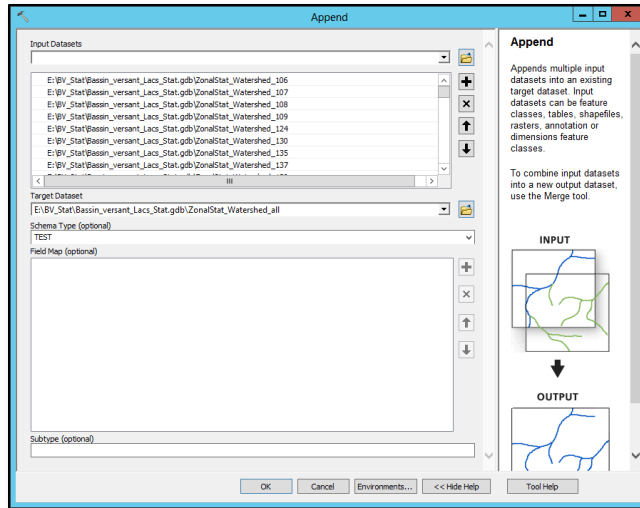 Append
Input Datasets
E:\BV_Stat\Bassin_versant_Lacs_Stat.gdb\ZonalStat_Watershed_106
E:\BV_Stat\Bassin_versant_Lacs_Stat.gdb\ZonalStat_Watershed_107
E:\BV_Stat\Bassin_versant_Lacs_Stat.gdb\ZonalStat_Watershed_108
E:\BV_Stat\Bassin_versant_Lacs_Stat.gdb\ZonalStat_Watershed_109
E:\BV_Stat\Bassin_versant_Lacs_Stat.gdb\ZonalStat_Watershed_124
E:\BV_Stat\Bassin_versant_Lacs_Stat.gdb\ZonalStat_Watershed_130
E:\BV_Stat\Bassin_versant_Lacs_Stat.gdb\ZonalStat_Watershed_135
E:\BV_Stat\Bassin_versant_Lacs_Stat.gdb\ZonalStat_Watershed_137
Target Dataset
E:\BV_Stat\Bassin_versant_Lacs_Stat.gdb\ZonalStat_Watershed_all
Schema Type (optional)
TEST
Field Map (optional)
Subtype (optional)
OK
Cancel
Environments...
<< Hide Help
Tool Help
Append
Appends multiple input
datasets into an existing
target dataset. Input
datasets can be feature
classes, tables, shapefiles,
rasters, annotation or
dimensions feature
classes.
To combine input datasets
into a new output dataset,
use the Merge tool.
INPUT
OUTPUT